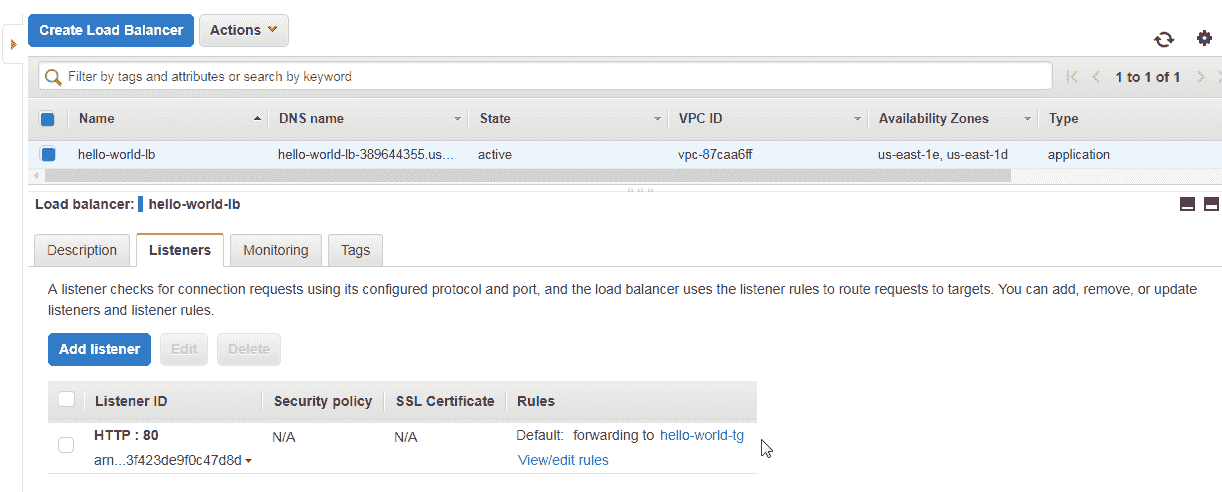 Create Load Balancer Actions
Filter by tags and attributes or search by keyword 1 to 1 of 1
Name DNS name State VPC ID Availability Zones Type
hello-world-lb hello-world-lb-389644355.us... active vpc-87caa6ff us-east-1e, us-east-1d application
Load balancer: hello-world-lb
Description Listeners Monitoring Tags
A listener checks for connection requests using its configured protocol and port, and the load balancer uses the listener rules to route requests to targets. You can add, remove, or update
listeners and listener rules.
Add listener Edit Delete
Listener ID Security policy SSL Certificate Rules
HTTP : 80 N/A N/A Default: forwarding to hello-world-tg
arn...3f423de9f0c47d8d View/edit rules